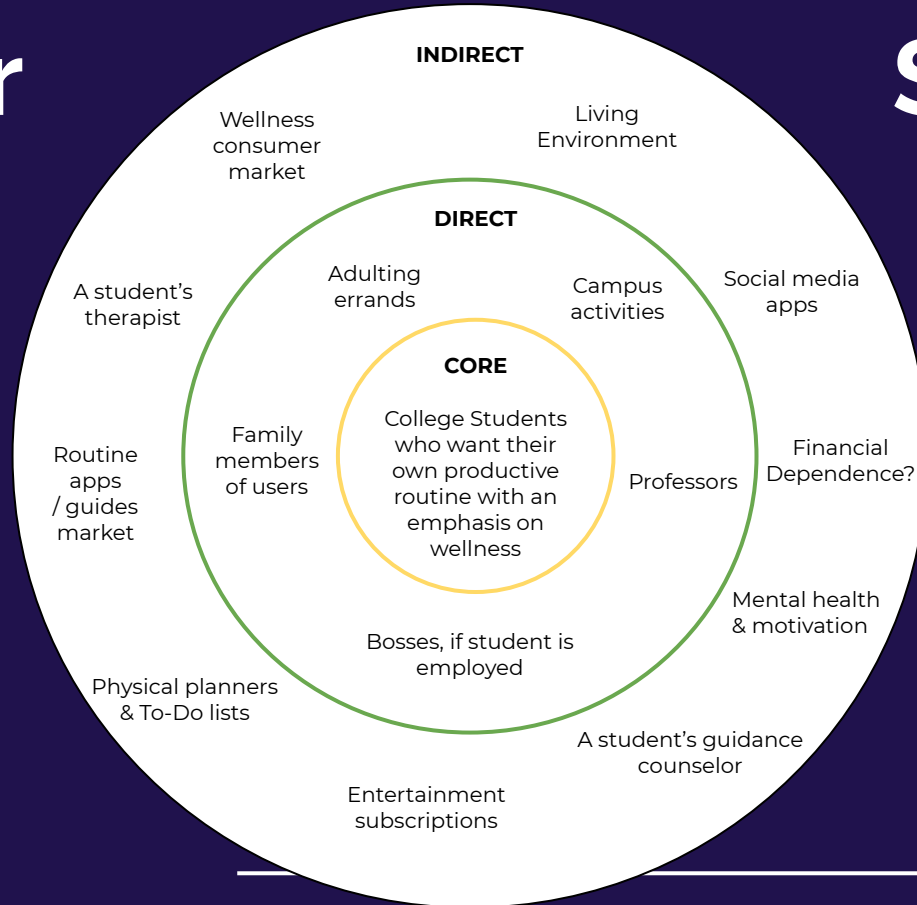 r
S
INDIRECT
Wellness
consumer
market
Living
Environment
DIRECT
Adulting
errands
Campus
activities
Social media
apps
A student’s
therapist
CORE
College Students
who want their
own productive
routine with an
emphasis on
wellness
Family
members
of users
Professors
Routine
apps
/ guides
market
Financial
Dependence?
Mental health
& motivation
Bosses, if student is
employed
Physical planners
& To-Do lists
A student’s guidance
counselor
Entertainment
subscriptions